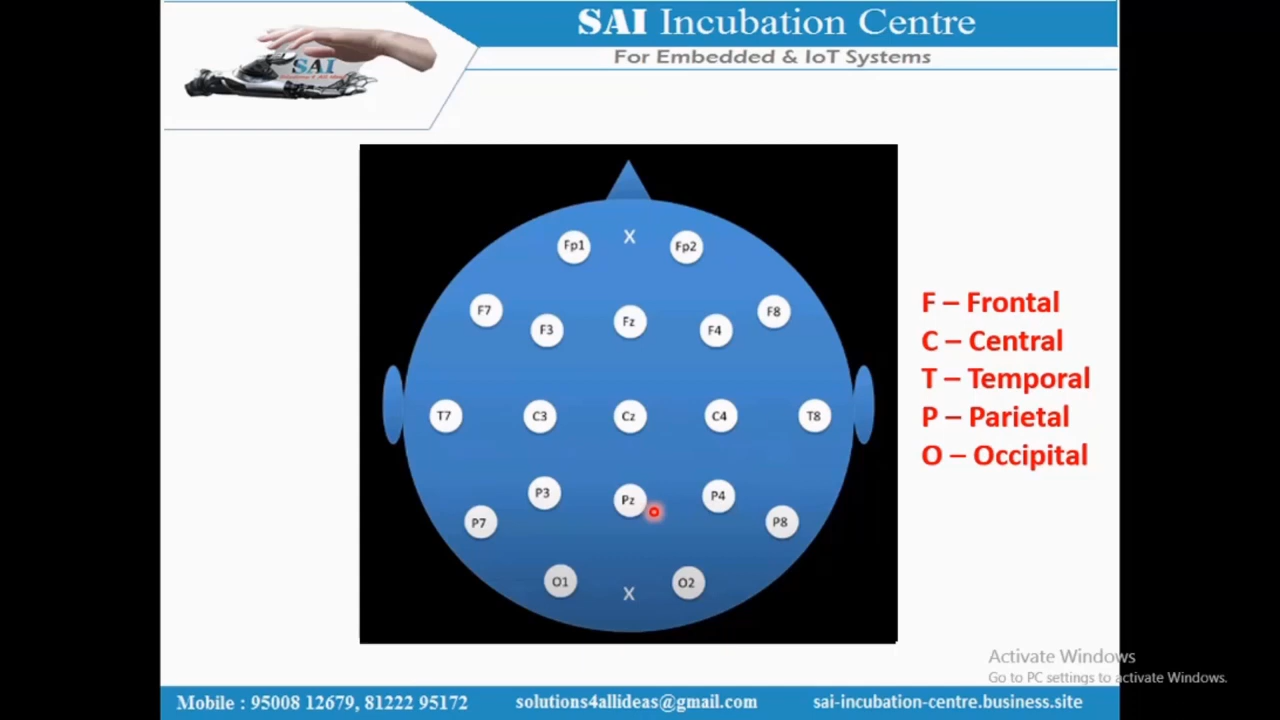 SAI Incubation Centre
For Embedded & IoT Systems
SAI
Fp1 X Fp2
F7 F3 Fz F4 F8
T7 C3 Cz C4 T8
P7 P3 Pz P4 P8
O1 X O2
F – Frontal
C – Central
T – Temporal
P – Parietal
O – Occipital
Activate Windows
Go to PC settings to activate Windows.
Mobile : 95008 12679, 81222 95172 solutions4allideas@gmail.com sai-incubation-centre.business.site